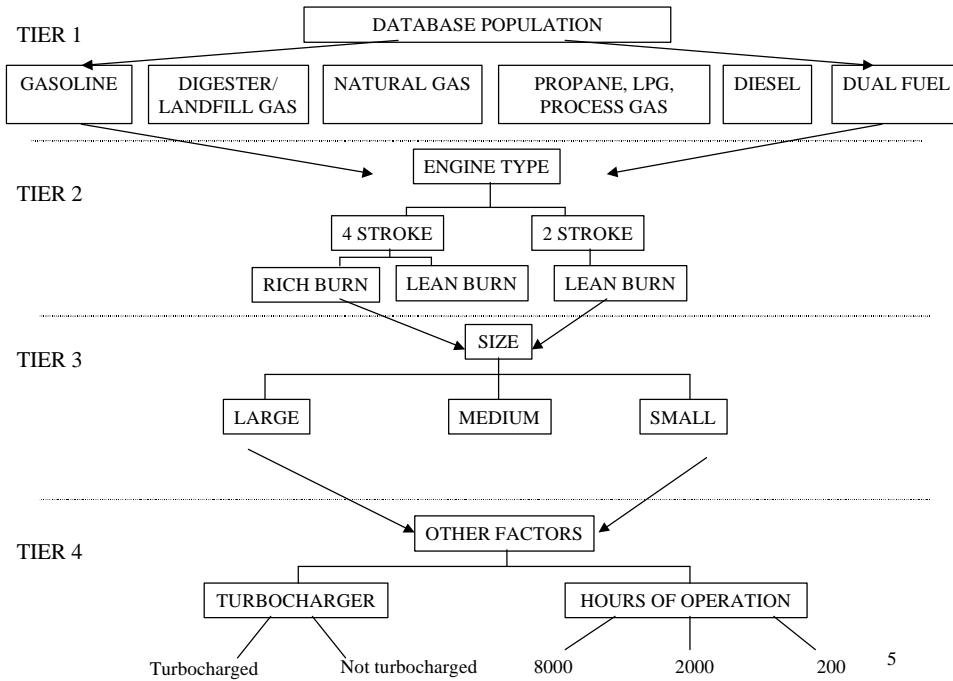 TIER 1
DATABASE POPULATION
GASOLINE
DIGESTER/
LANDFILL GAS
NATURAL GAS
PROPANE, LPG,
PROCESS GAS
DIESEL
DUAL FUEL
TIER 2
ENGINE TYPE
4 STROKE
2 STROKE
RICH BURN
LEAN BURN
LEAN BURN
TIER 3
SIZE
LARGE
MEDIUM
SMALL
TIER 4
OTHER FACTORS
TURBOCHARGER
HOURS OF OPERATION
Turbocharged
Not turbocharged
8000
2000
200
5